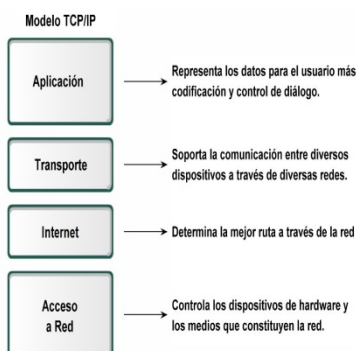 Modelo TCP/IP
Aplicación
Representa los datos para el usuario más
codificación y control de diálogo.
Transporte
Soporta la comunicación entre diversos
dispositivos a través de diversas redes.
Internet
Determina la mejor ruta a través de la red
Acceso
a Red
Controla los dispositivos de hardware y
los medios que constituyen la red.